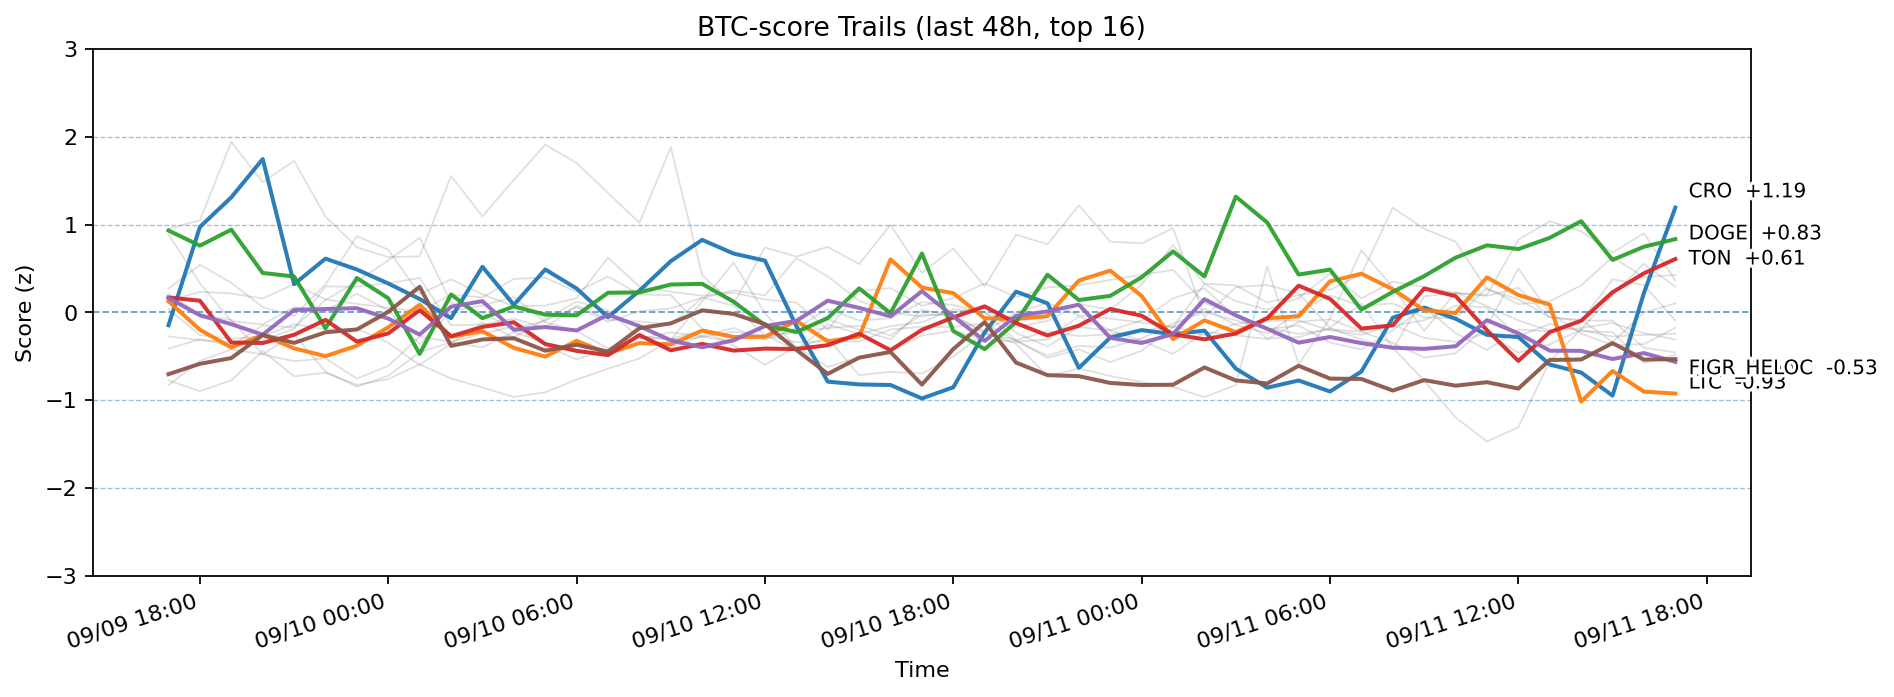 BTC-score Trails (last 48h, top 16)
3
2
1
0
−1
−2
−3
Score (z)
CRO +1.19
DOGE +0.83
TON +0.61
FIGR_HELOC -0.53
LTC -0.93
09/09 18:00
09/10 00:00
09/10 06:00
09/10 12:00
09/10 18:00
09/11 00:00
09/11 06:00
09/11 12:00
09/11 18:00
Time